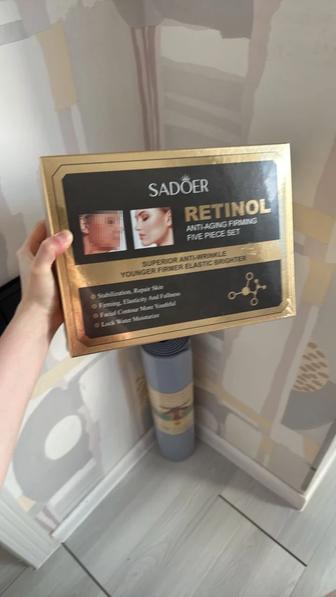 SADOER
RETINOL
ANTI-AGING FIRMING
FIVE PIECE SET
SUPERIOR ANTI-WRINKLE
YOUNGER FIRMER ELASTIC BRIGHTER
Stabilization, Repair Skin
Firming, Elasticity And Fullness
Facial Contour More Youthful
Lock Water Moisturize